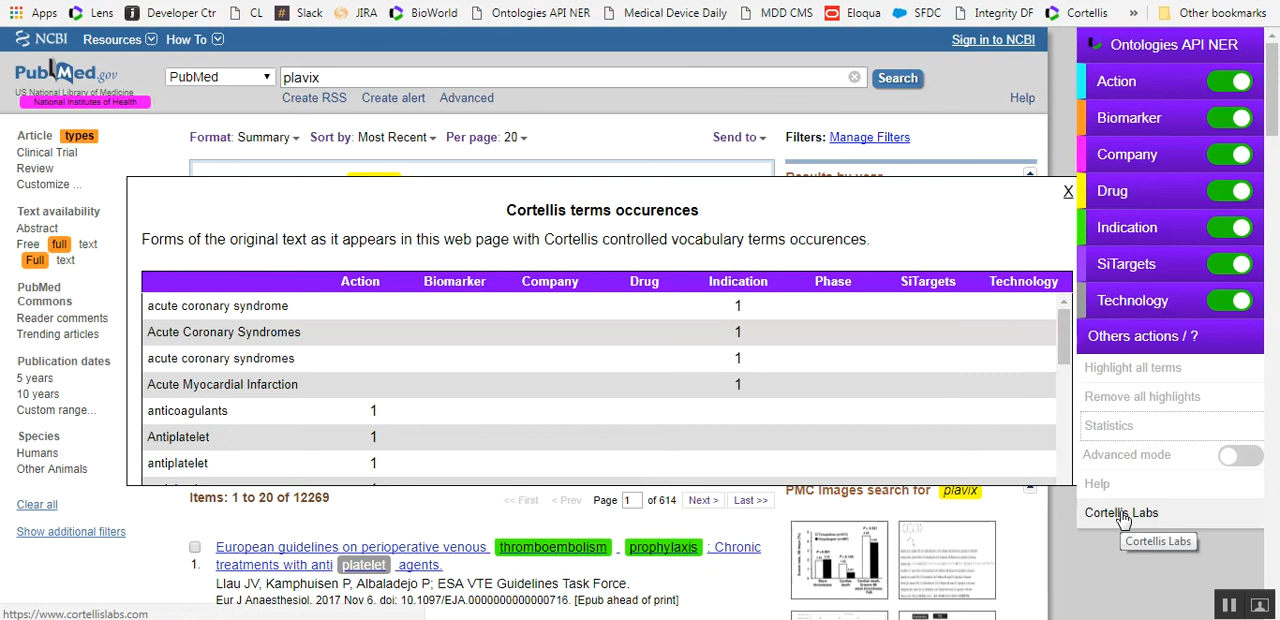 Apps Lens Developer Ctr CL Slack JIRA BioWorld Ontologies API NER Medical Device Daily MDD CMS Eloqua SFDC Integrity DF Cortellis » Other bookmarks
NCBI Resources How To Sign in to NCBI
PubMed.gov
US National Library of Medicine
National Institutes of Health
PubMed plavix Search
Create RSS Create alert Advanced Help
Article types
Clinical Trial
Review
Customize ...
Text availability
Abstract
Free full text
Full text
PubMed
Commons
Reader comments
Trending articles
Publication dates
5 years
10 years
Custom range...
Species
Humans
Other Animals
Clear all
Show additional filters
Format: Summary Sort by: Most Recent Per page: 20 Send to Filters: Manage Filters
Results by year
X
Cortellis terms occurences
Forms of the original text as it appears in this web page with Cortellis controlled vocabulary terms occurences.
Action Biomarker Company Drug Indication Phase SiTargets Technology
acute coronary syndrome 1
Acute Coronary Syndromes 1
acute coronary syndromes 1
Acute Myocardial Infarction 1
anticoagulants 1
Antiplatelet 1
antiplatelet 1
Items: 1 to 20 of 12269 << First < Prev Page 1 of 614 Next > Last >>
PMC Images search for plavix
European guidelines on perioperative venous thromboembolism prophylaxis : Chronic
1. treatments with anti platelet agents.
Kamphuisen P, Albaladejo P; ESA VTE Guidelines Task Force.
2017 Nov 6. [Epub ahead of print]
Ontologies API NER
Action
Biomarker
Company
Drug
Indication
SiTargets
Technology
Others actions / ?
Highlight all terms
Remove all highlights
Statistics
Advanced mode
Help
Cortellis Labs
Cortellis Labs
https://www.cortellislabs.com